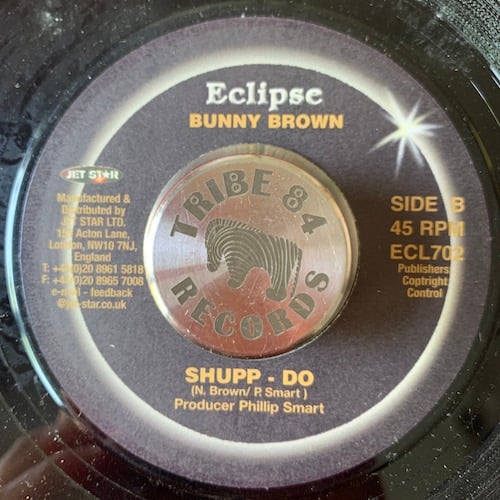 Eclipse
BUNNY BROWN
JET STAR
Manufactured &
Distributed by
JET STAR LTD.
Acton Lane,
London, NW10 7NJ,
England
T: +44(0)20 8961 5818
F: +44(0)20 8965 7008
e-mail - feedback
@jet-star.co.uk
TRIBE 84
RECORDS
SIDE B
45 RPM
ECL702
Publishers
Coptright
Control
SHUPP - DO
(N. Brown/ P. Smart )
Producer Phillip Smart